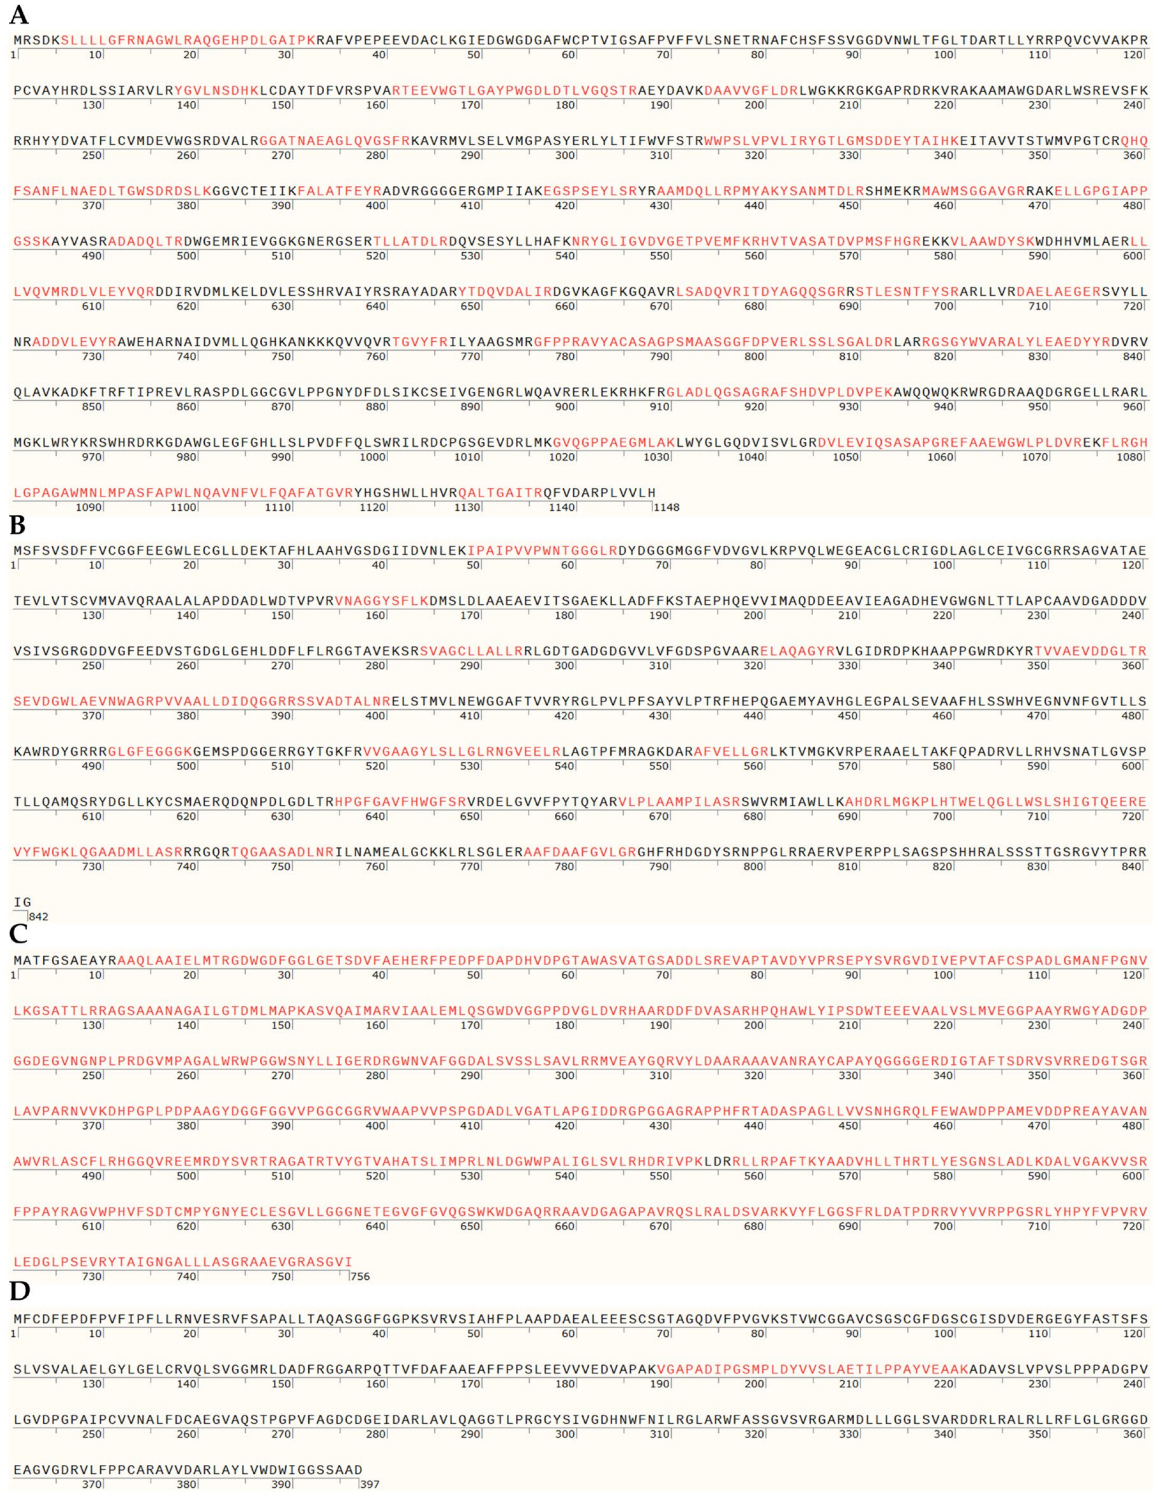 A
MRSDKSLLLLGFRNAGWLRAQGEHPDLGAIPKRAFVPEPEEVDACLKGIEDGWGDGAFWCPTVIGSAFPVFFVLSNETRNAFCHSFSSVGGDVNWLTFGLTDARTLLYRRPQVCVVAKPR
1 10 20 30 40 50 60 70 80 90 100 110 120
PCVAYHRDLSSIARVLRYGVLNSDHKLCDAYTDFVRSPVARTEEVWGTLGAYPWGDLDTLVGQSTRAEYDAVKDAAVVGFLDRLWGKKRGKGAPRDRKVRAKAAMAWGDARLWSREVSFK
130 140 150 160 170 180 190 200 210 220 230 240
RRHYYDVATFLCVMDEVWGSRDVALRGGATNAEAGLQVGSFRKAVRMVLSELVMGPASYERLYLTIFWVFSTRWWPSLVPVLIRYGTLGMSDDEYTAIHKEITAVVTSTWMVPGTCRQHQ
250 260 270 280 290 300 310 320 330 340 350 360
FSANFLNAEDLTGWSDRDSLKGGVCTEIIKFALATFEYRADVRGGGGERGMPIIAKEGSPSEYLSRYRAAMDQLLRPMYAKYSANMTDLRSHMEKRMAWMSGGAVGRRAKELLGPGIAPP
370 380 390 400 410 420 430 440 450 460 470 480
GSSKAYVASRADADQLTRDWGEMRIEVGGKGNERGSERTLLATDLRDQVSESYLLHAFKNRYGLIGVDVGETPVEMFKRHVTVASATDVPMSFHGREKKVLAAWDYSKWDHHVMLAERLL
490 500 510 520 530 540 550 560 570 580 590 600
LVQVMRDLVLEYVQRDDIRVDMLKELDVLESSHRVAIYRSRAYADARYTDQVDALIRDGVKAGFKGQAVRLSADQVRITDYAGQQSGRRSTLESNTFYSRARLLVRDAELAEGERSVYLL
610 620 630 640 650 660 670 680 690 700 710 720
NRADDVLEVYRAWEHARNAIDVMLLQGHKANKKKQVVQVRTGVYFRILYAAGSMRGFPPRAVYACASAGPSMAASGGFDPVERLSSLSGALDRLARRGSGYWVARALYLEAEDYYRDVRV
730 740 750 760 770 780 790 800 810 820 830 840
QLAVKADKFTRFTIPREVLRASPDLGGCGVLPPGNYDFDLSIKCSEIVGENGRLWQAVRERLEKRHKFRGLADLQGSAGRAFSHDVPLDVPEKAWQQWQKRWRGDRAAQDGRGELLRARL
850 860 870 880 890 900 910 920 930 940 950 960
MGKLWRYKRSWHRDRKGDAWGLEGFGHLLSLPVDFFQLSWRILRDCPGSGEVDRLMKGVQGPPAEGMLAKLWYGLGQDVISVLGRDVLEVIQSASAPGREFAAEWGWLPLDVREKFLRGH
970 980 990 1000 1010 1020 1030 1040 1050 1060 1070 1080
LGPAGAWMNLMPASFAPWLNQAVNFVLFQAFATGVRYHGSHWLLHVRQALTGAITRQFVDARPLVVLH
1090 1100 1110 1120 1130 1140 1148
B
MSFSVSDFFVCGGFEEGWLECGLLDEKTAFHLAAHVGSDGIIDVNLEKIPAIPVVPWNTGGGLRDYDGGGMGGFVDVGVLKRPVQLWEGEACGLCRIGDLAGLCEIVGCGRRSAGVATAE
1 10 20 30 40 50 60 70 80 90 100 110 120
TEVLVTSCVMVAVQRAALALAPDDADLWDTVPVRVNAGGYSFLKDMSLDLAAEAEVITSGAEKLLADFFKSTAEPHQEVVIMAQDDEEAVIEAGADHEVGWGNLTTLAPCAAVDGADDDV
130 140 150 160 170 180 190 200 210 220 230 240
VSIVSGRGDDVGFEEDVSTGDGLGEHLDDFLFLRGGTAVEKSRSVAGCLLALLRRLGDTGADGDGVVLVFGDSPGVAARELAQAGYRVLGIDRDPKHAAPPGWRDKYRTVVAEVDDGLTR
250 260 270 280 290 300 310 320 330 340 350 360
SEVDGWLAEVNWAGRPVVAALLDIDQGGRRSSVADTALNRELSTMVLNEWGGAFTVVRYRGLPVLPFSAYVLPTRFHEPQGAEMYAVHGLEGPALSEVAAFHLSSWHVEGNVNFGVTLLS
370 380 390 400 410 420 430 440 450 460 470 480
KAWRDYGRRRGLGFEGGGKGEMSPDGGERRGYTGKFRVVGAAGYLSLLGLRNGVEELRLAGTPFMRAGKDARAFVELLGRLKTVMGKVRPERAAELTAKFQPADRVLLRHVSNATLGVSP
490 500 510 520 530 540 550 560 570 580 590 600
TLLQAMQSRYDGLLKYCSMAERQDQNPDLGDLTRHPGFGAVFHWGFSRVRDELGVVFPYTQYARVLPLAAMPILASRSWVRMIAWLLKAHDRLMGKPLHTWELQGLLWSLSHIGTQEERE
610 620 630 640 650 660 670 680 690 700 710 720
VYFWGKLQGAADMLLASRRRGQRTQGAASADLNRILNAMEALGCKKLRLSGLERAAFDAAFGVLGRGHFRHDGDYSRNPPGLRRAERVPERPPLSAGSPSHHRALSSSTTGSRGVYTPRR
730 740 750 760 770 780 790 800 810 820 830 840
IG
842
C
MATFGSAEAYRAAQLAAIELMTRGDWGDFGGLGETSDVFAEHERFPEDPFDAPDHVDPGTAWASVATGSADDLSREVAPTAVDYVPRSEPYSVRGVDIVEPVTAFCSPADLGMANFPGNV
1 10 20 30 40 50 60 70 80 90 100 110 120
LKGSATTLRRAGSAAANAGAILGTDMLMAPKASVQAIMARVIAALEMLQSGWDVGGPPDVGLDVRHAARDDFDVASARHPQHAWLYIPSDWTEEEVAALVSLMVEGGPAAYRWGYADGDP
130 140 150 160 170 180 190 200 210 220 230 240
GGDEGVNGNPLPRDGVMPAGALWRWPGGWSNYLLIGERDRGWNVAFGGDALSVSSLSAVLRRMVEAYGQRVYLDAARAAAVANRAYCAPAYQGGGGERDIGTAFTSDRVSVRREDGTSGR
250 260 270 280 290 300 310 320 330 340 350 360
LAVPARNVVKDHPGPLPDPAAGYDGGFGGVVPGGCGGRVWAAPVVPSPGDADLVGATLAPGIDDRGPGGAGRAPPHFRTADASPAGLLVVSNHGRQLFEWAWDPPAMEVDDPREAYAVAN
370 380 390 400 410 420 430 440 450 460 470 480
AWVRLASCFLRHGGQVREEMRDYSVRTRAGATRTVYGTVAHATSLIMPRLNLDGWWPALIGLSVLRHDRIVPKLDRRLLRPAFTKYAADVHLLTHRTLYESGNSLADLKDALVGAKVVSR
490 500 510 520 530 540 550 560 570 580 590 600
FPPAYRAGVWPHVFSDTCMPYGNYECLESGVLLGGGNETEGVGFGVQGSWKWDGAQRRAAVDGAGAPAVRQSLRALDSVARKVYFLGGSFRLDATPDRRVYVVRPPGSRLYHPYFVPVRV
610 620 630 640 650 660 670 680 690 700 710 720
LEDGLPSEVRYTAIGNGALLLASGRAAEVGRASGVI
730 740 750 756
D
MFCDFEPDFPVFIPFLLRNVESRVFSAPALLTAQASGGFGGPKSVRVSIAHFPLAAPDAEALEEESCSGTAGQDVFPVGVKSTVWCGGAVCSGSCGFDGSCGISDVDERGEGYFASTSFS
1 10 20 30 40 50 60 70 80 90 100 110 120
SLVSVALAELGYLGELCRVQLSVGGMRLDADFRGGARPQTTVFDAFAAEAFFPPSLEEVVVEDVAPAKVGAPADIPGSMPLDYVVSLAETILPPAYVEAAKADAVSLVPVSLPPPADGPV
130 140 150 160 170 180 190 200 210 220 230 240
LGVDPGPAIPCVVNALFDCAEGVAQSTPGPVFAGDCDGEIDARLAVLQAGGTLPRGCYSIVGDHNWFNILRGLARWFASSGVSVRGARMDLLLGGLSVARDDRLRALRLLRFLGLGRGGD
250 260 270 280 290 300 310 320 330 340 350 360
EAGVGDRVLFPPCARAVVDARLAYLVWDWIGGSSAAD
370 380 390 397